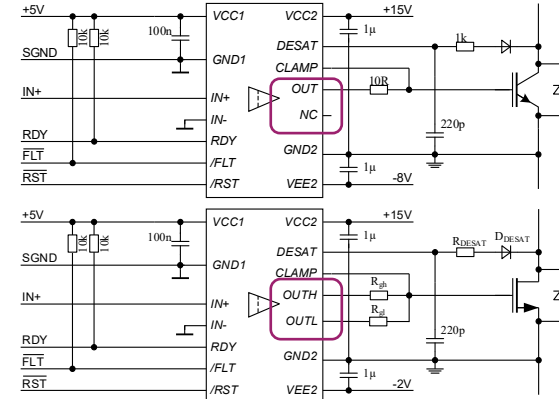 +5V
10k
10k
100n
VCC1
VCC2
+15V
1µ
SGND
GND1
DESAT
1k
CLAMP
IN+
IN+
OUT
10R
IN-
NC
RDY
RDY
220p
GND2
FLT
/FLT
1µ
RST
/RST
VEE2
-8V
Z
+5V
10k
10k
100n
VCC1
VCC2
+15V
1µ
SGND
GND1
DESAT
RDESAT
DDESAT
CLAMP
IN+
IN+
OUTH
Rgh
IN-
OUTL
Rgl
RDY
RDY
220p
GND2
FLT
/FLT
1µ
RST
/RST
VEE2
-2V
Z